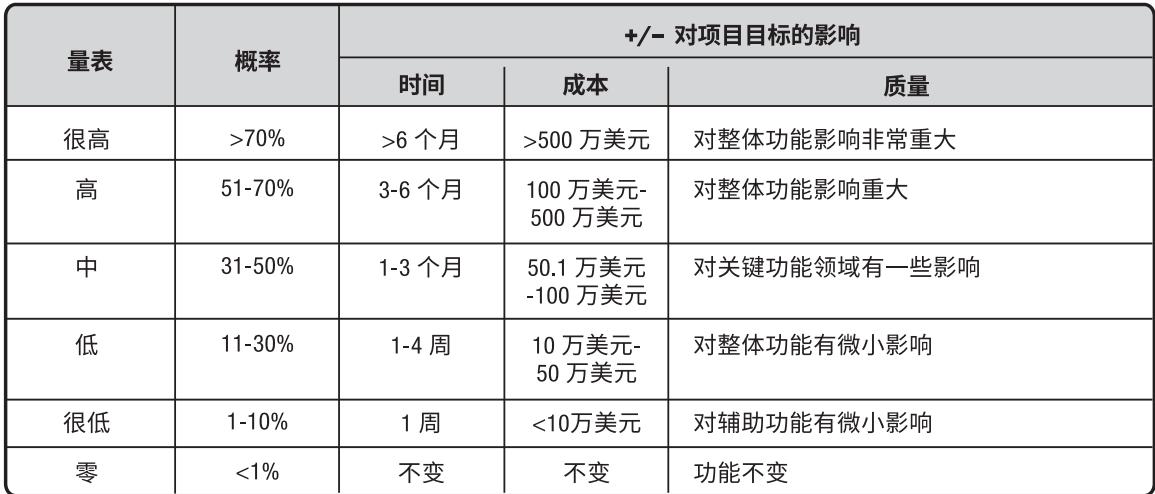 量表 概率 +/- 对项目目标的影响
时间 成本 质量
很高 >70% >6 个月 >500 万美元 对整体功能影响非常重大
高 51-70% 3-6 个月 100 万美元- 对整体功能影响重大
500 万美元
中 31-50% 1-3 个月 50.1 万美元 对关键功能领域有一些影响
-100 万美元
低 11-30% 1-4 周 10 万美元- 对整体功能有微小影响
50 万美元
很低 1-10% 1 周 <10万美元 对辅助功能有微小影响
零 <1% 不变 不变 功能不变